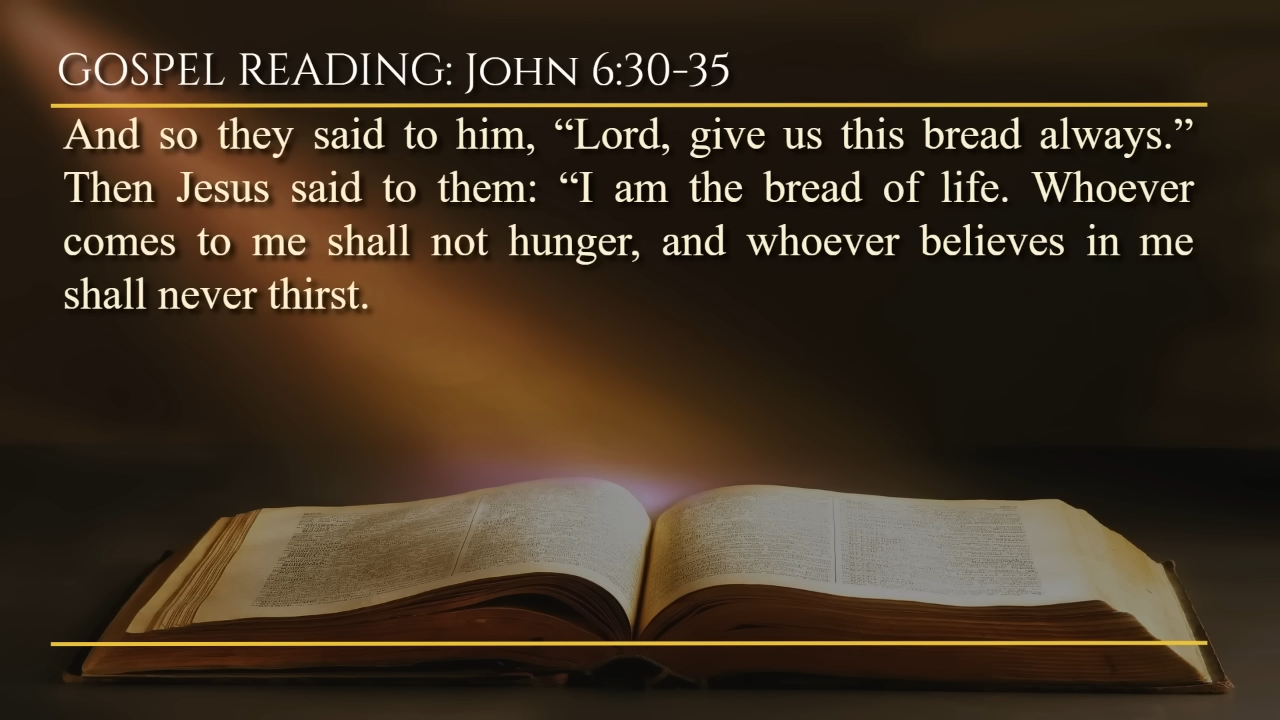 GOSPEL READING: JOHN 6:30-35
And so they said to him, “Lord, give us this bread always.”
Then Jesus said to them: “I am the bread of life. Whoever
comes to me shall not hunger, and whoever believes in me
shall never thirst.